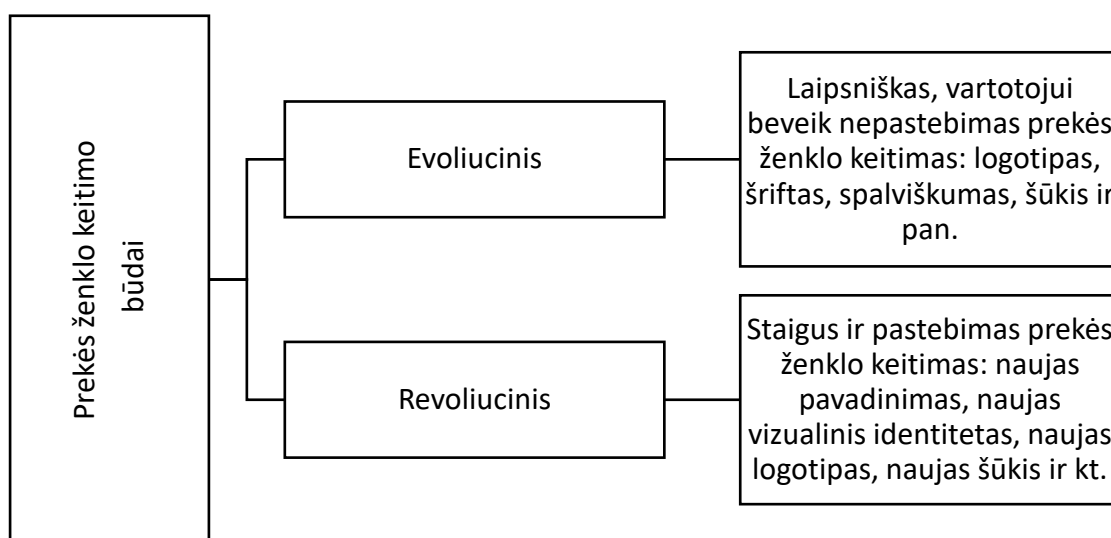 Prekės ženklo keitimo
būdai
Evoliucinis
Laipsniškas, vartotojui
beveik nepastebimas prekės
ženklo keitimas: logotipas,
šriftas, spalviškumas, šūkis ir
pan.
Revoliucinis
Staigus ir pastebimas prekės
ženklo keitimas: naujas
pavadinimas, naujas
vizualinis identitetas, naujas
logotipas, naujas šūkis ir kt.